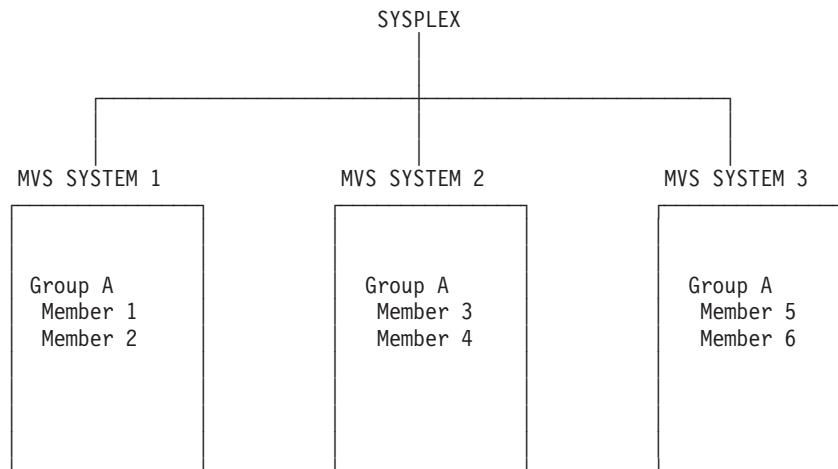 SYSPLEX
MVS SYSTEM 1
MVS SYSTEM 2
MVS SYSTEM 3
Group A
Member 1
Member 2
Group A
Member 3
Member 4
Group A
Member 5
Member 6